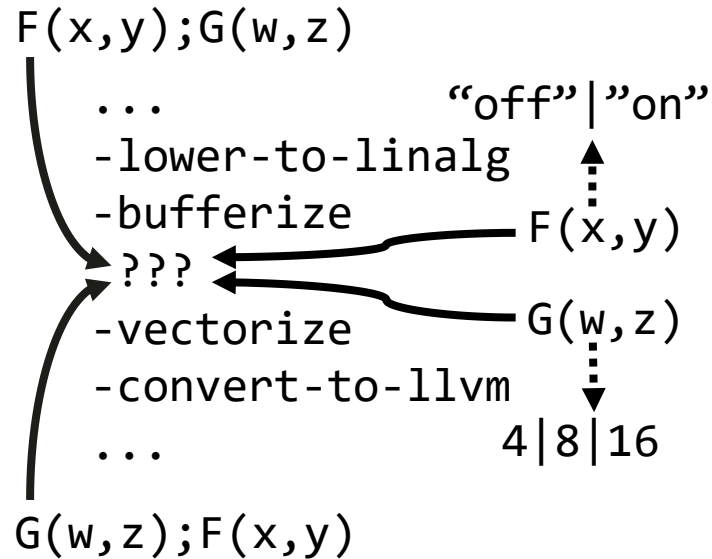 F(x,y);G(w,z)
...
“off”|”on”
-lower-to-linalg
-bufferize
F(x,y)
???
G(w,z)
-vectorize
-convert-to-llvm
4|8|16
...
G(w,z);F(x,y)